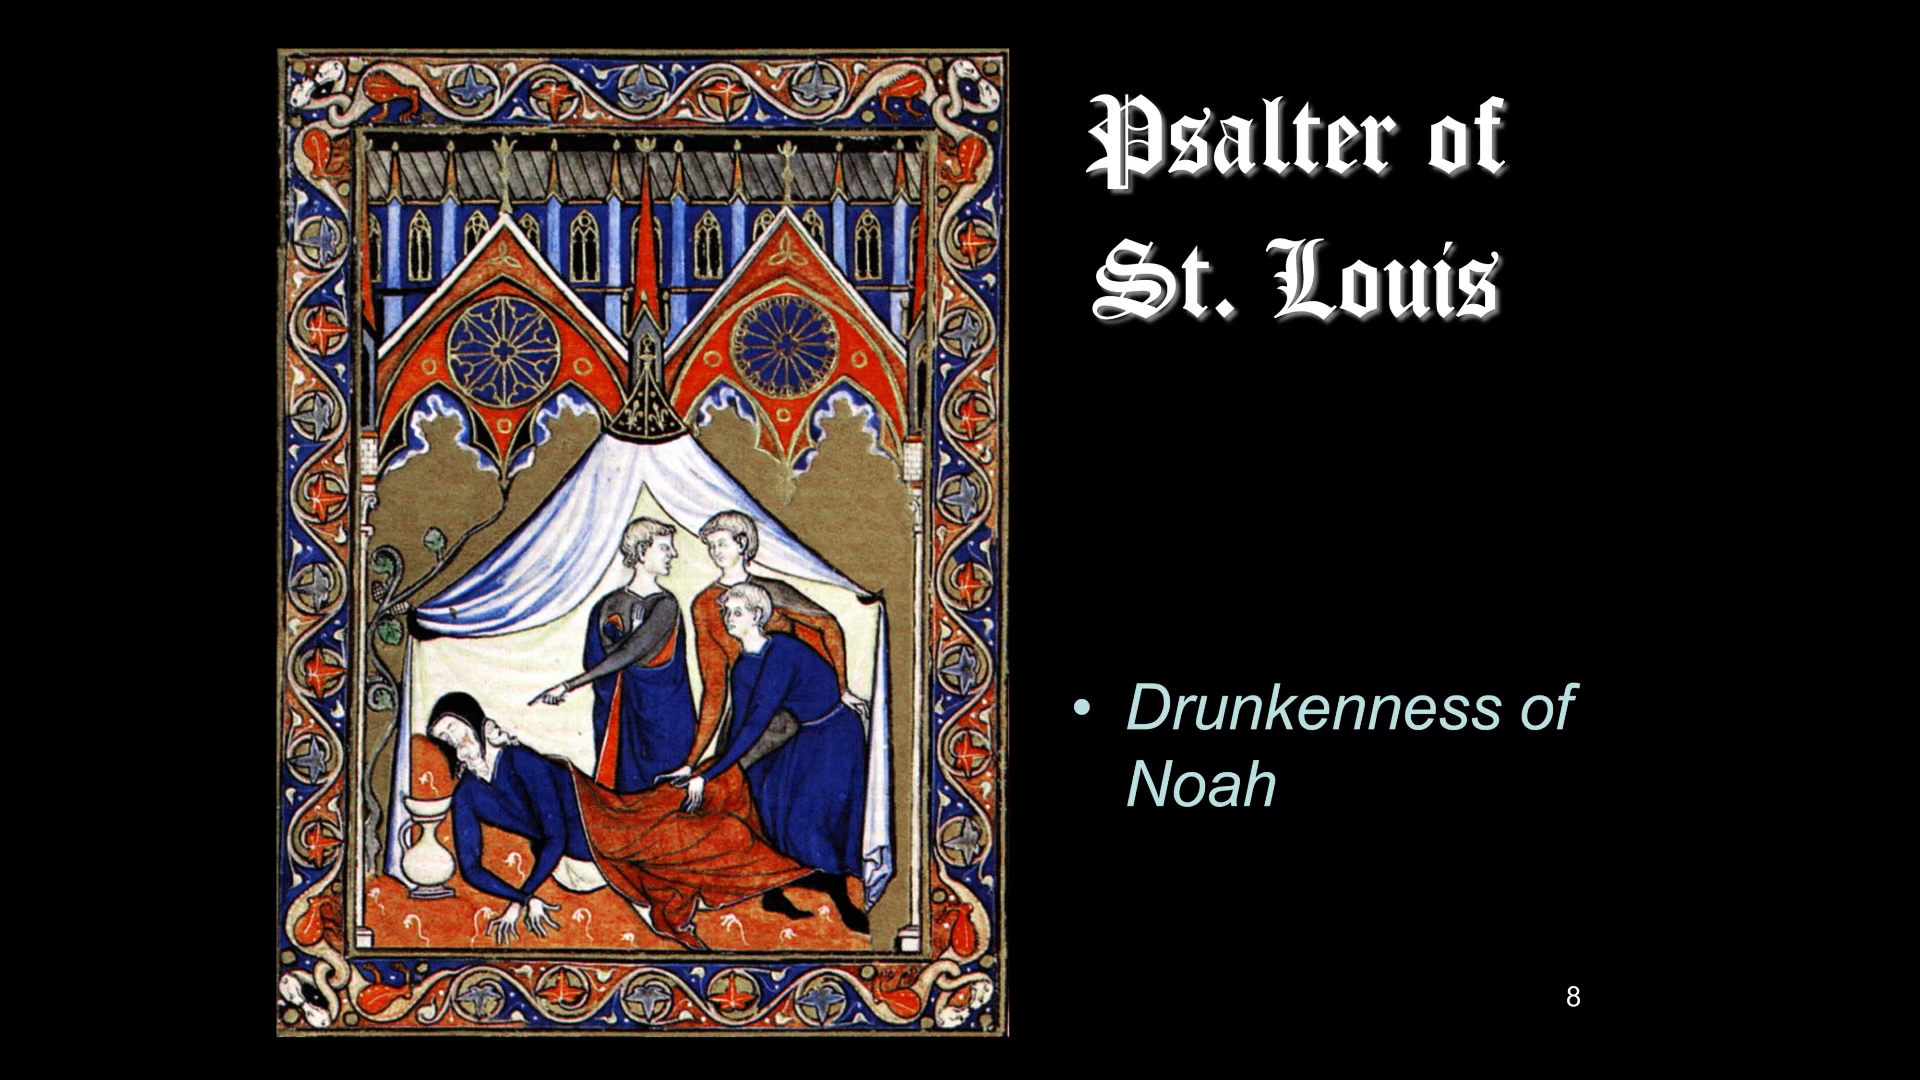 Psalter of
St. Louis
• Drunkenness of
Noah
8